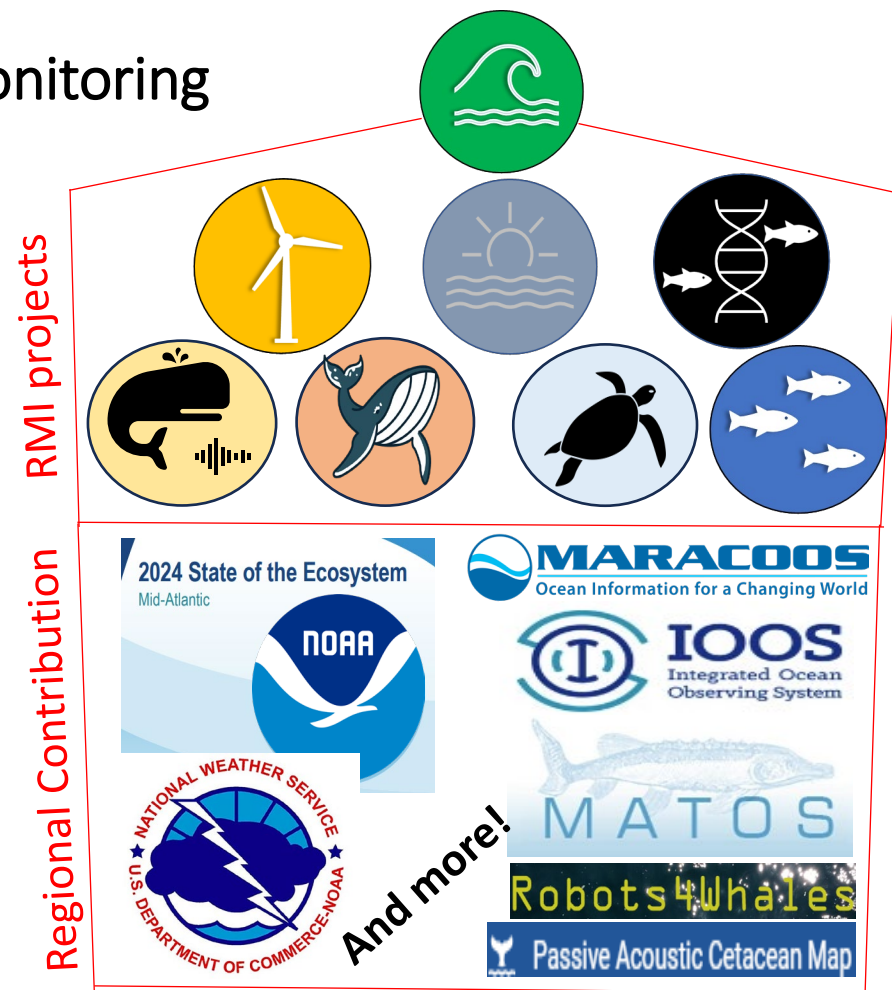 onitoring
RMI projects
Regional Contribution
2024 State of the Ecosystem
Mid-Atlantic
NOAA
MARACOOS
Ocean Information for a Changing World
IOOS
Integrated Ocean
Observing System
MATOS
NATIONAL WEATHER SERVICE
U.S. DEPARTMENT OF COMMERCE-NOAA
And more!
Robots4Whales
Passive Acoustic Cetacean Map